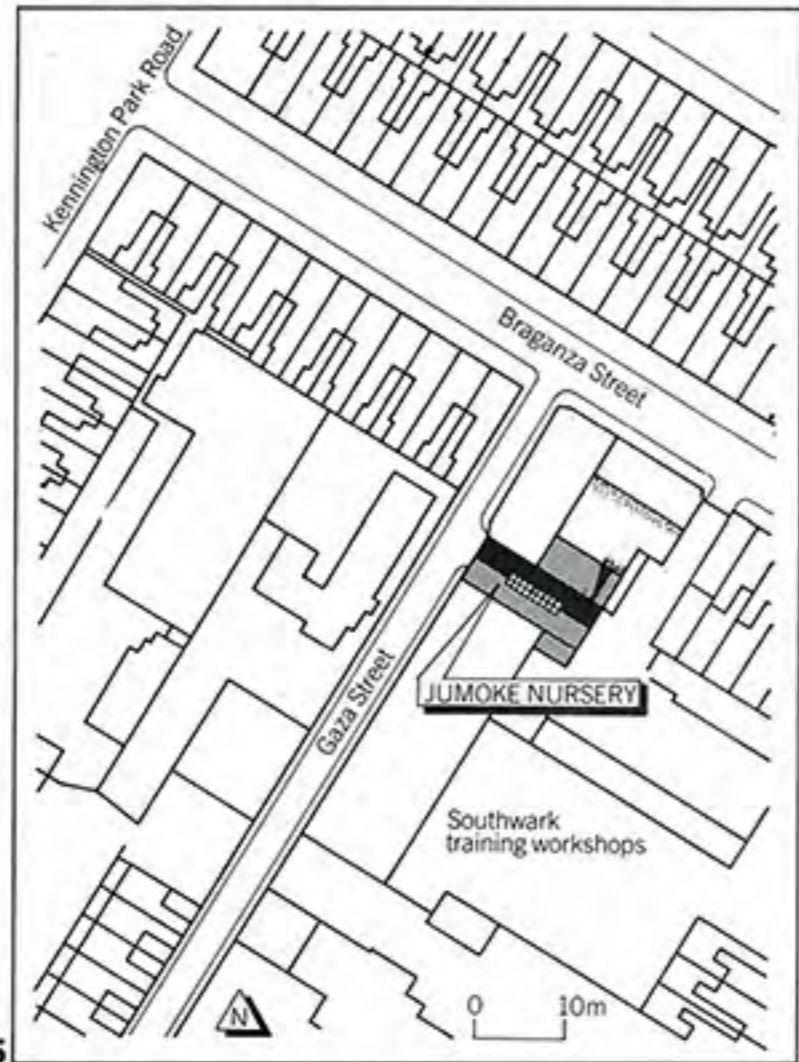 Kennington Park Road
Braganza Street
Gaza Street
JUMOKE NURSERY
Southwark
training workshops
N
0 10m